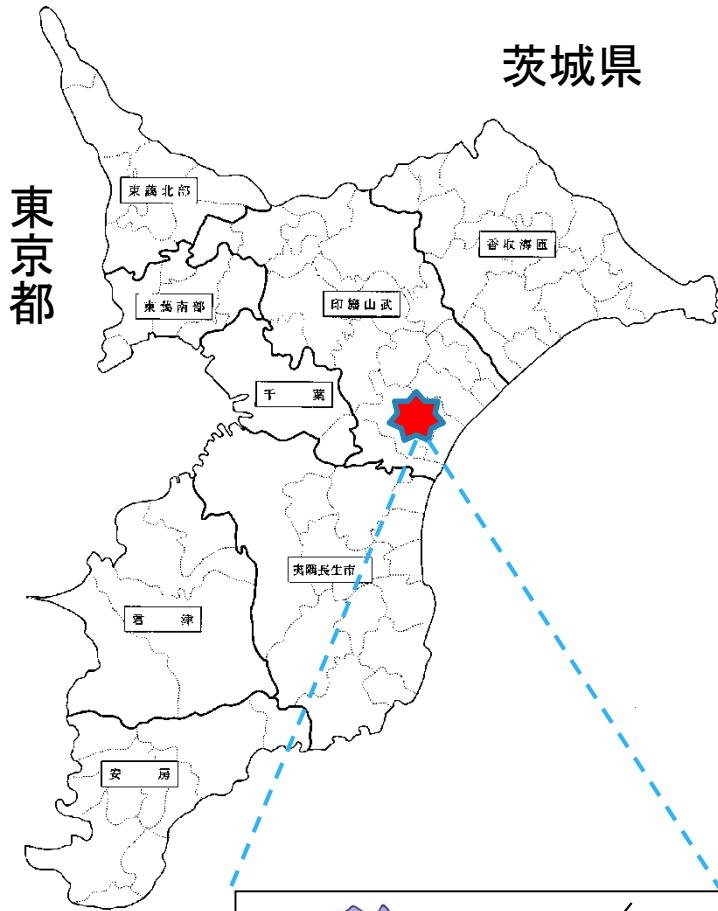 茨城県
東京都
東葛北部
香取海匝
東葛南部
印旛山武
千葉
夷隅長生市
君津
安房